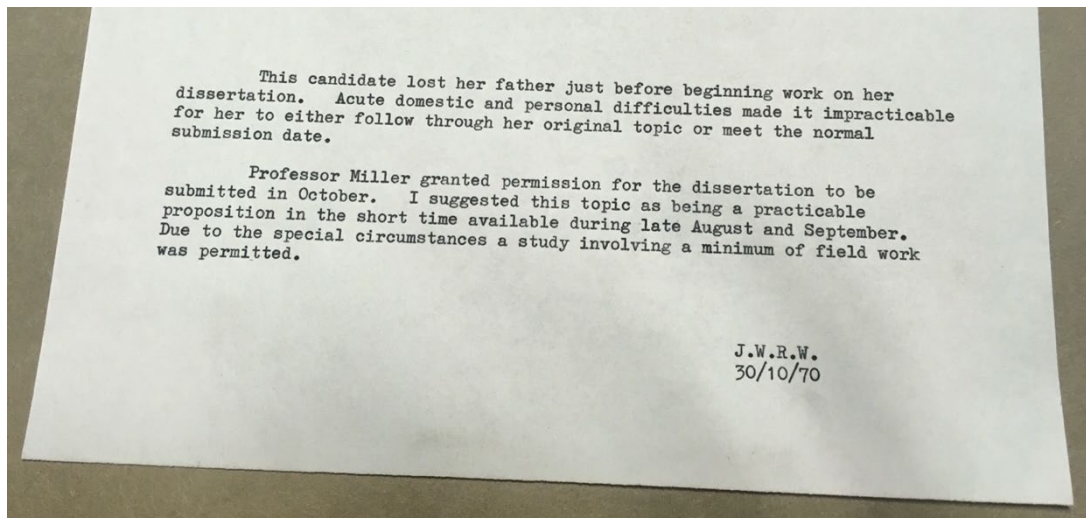 This candidate lost her father just before beginning work on her
dissertation. Acute domestic and personal difficulties made it impracticable
for her to either follow through her original topic or meet the normal
submission date.
Professor Miller granted permission for the dissertation to be
submitted in October. I suggested this topic as being a practicable
proposition in the short time available during late August and September.
Due to the special circumstances a study involving a minimum of field work
was permitted.
J.W.R.W.
30/10/70